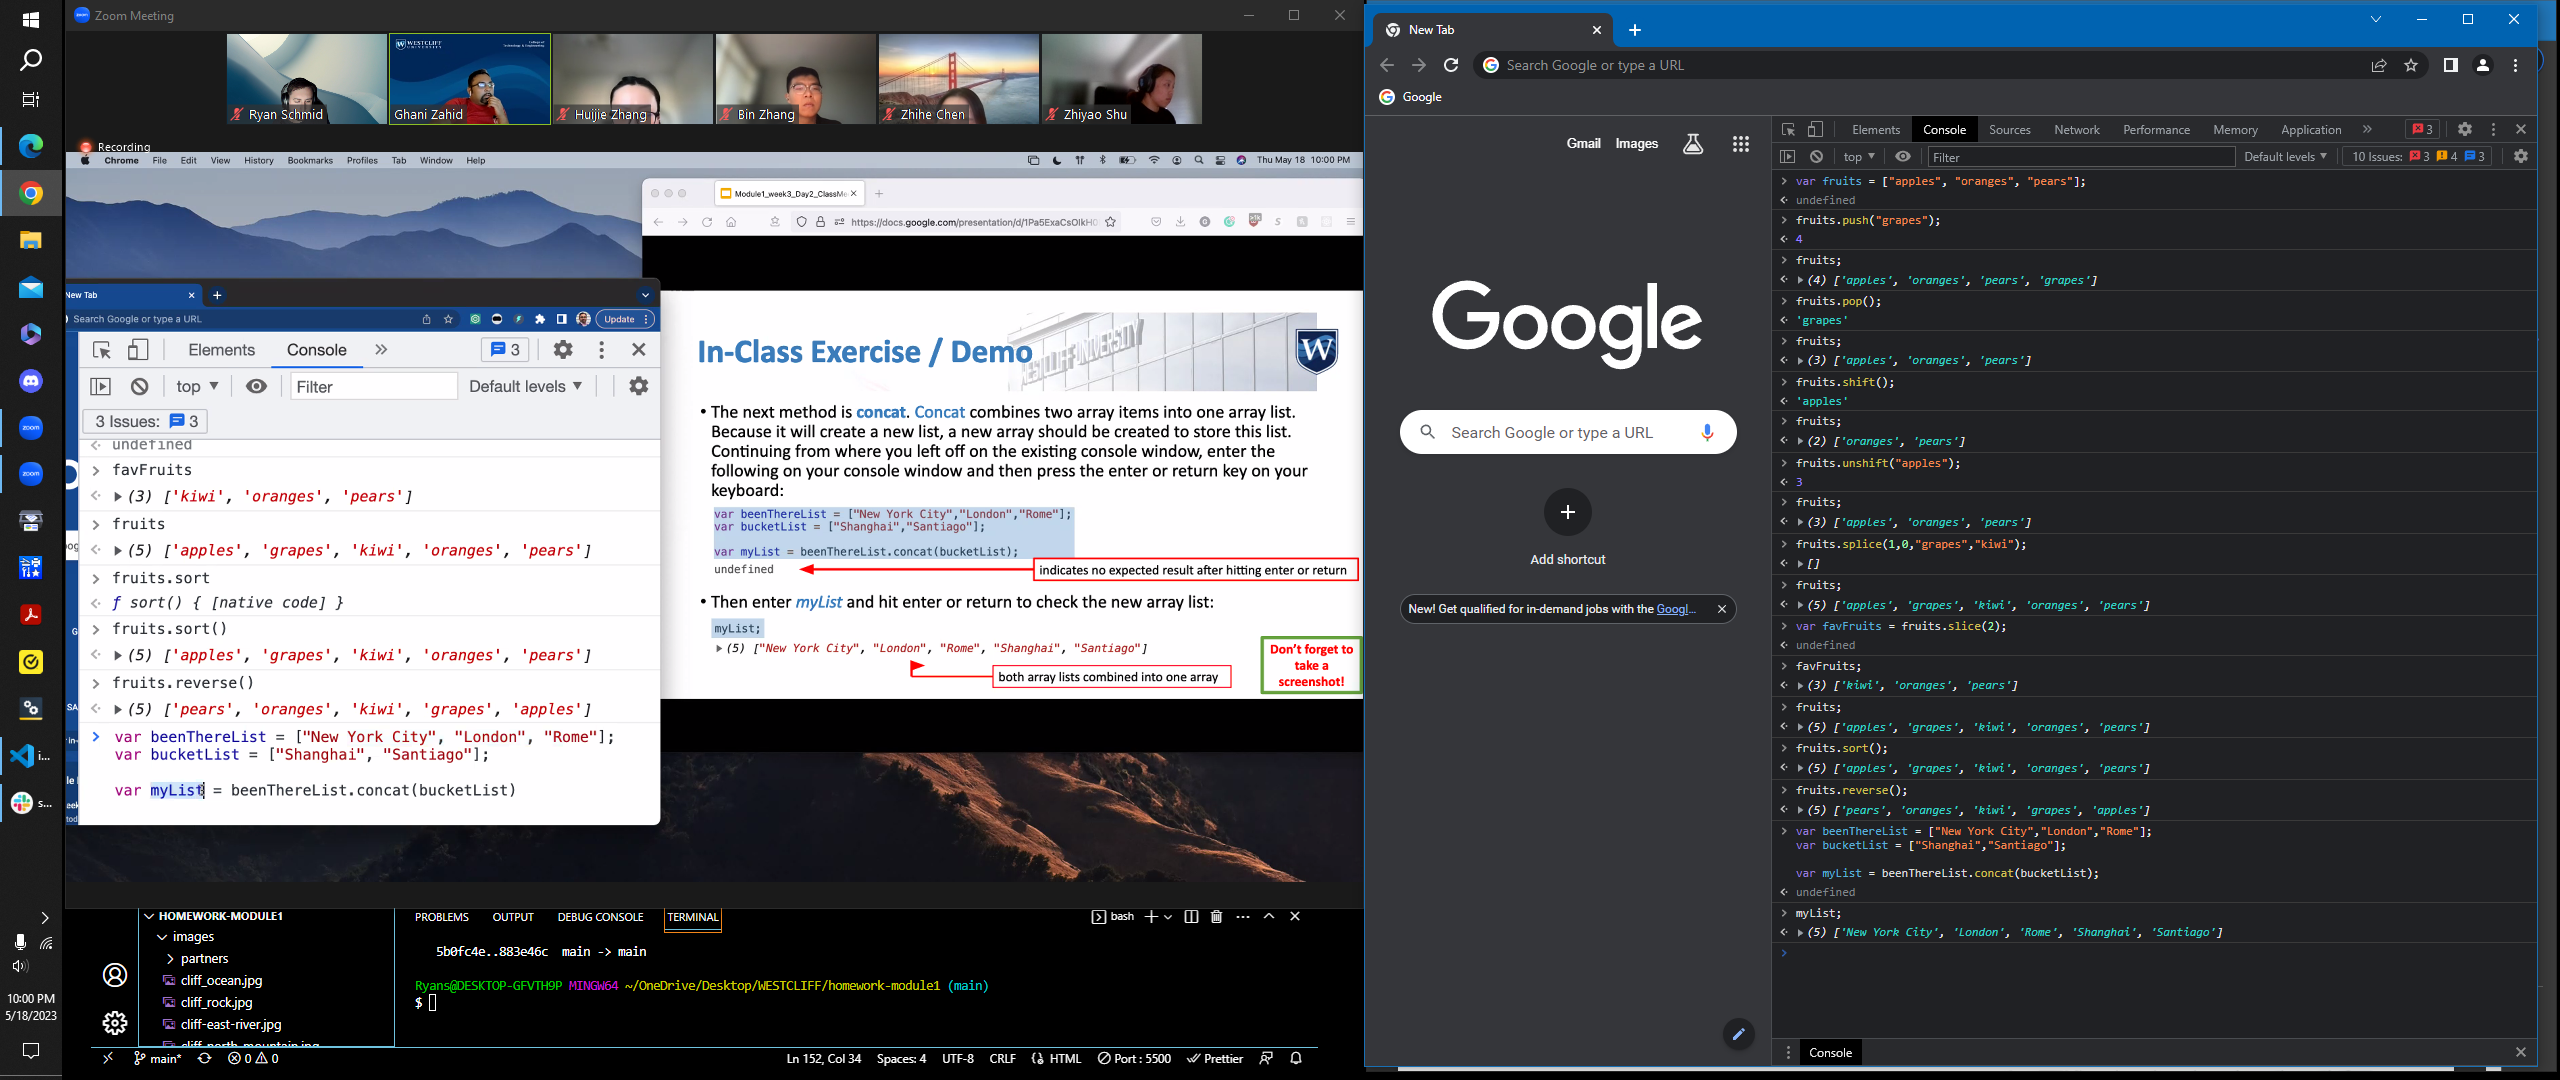 Zoom Meeting
WESTCLIFF
UNIVERSITY
Ryan Schmid
Ghani Zahid
Huijie Zhang
Bin Zhang
Zhihe Chen
Zhiyao Shu
Recording
Chrome File Edit View History Bookmarks Profiles Tab Window Help
Thu May 18 10:00 PM
Module1_week3_Day2_ClassMe
https://docs.google.com/presentation/d/1Pa5ExaCsOlkH0
New Tab
Search Google or type a URL
Update
Elements Console 3
top Filter Default levels
3 Issues: 3
undefined
favFruits
(3) ['kiwi', 'oranges', 'pears']
fruits
(5) ['apples', 'grapes', 'kiwi', 'oranges', 'pears']
fruits.sort
ƒ sort() { [native code] }
fruits.sort()
(5) ['apples', 'grapes', 'kiwi', 'oranges', 'pears']
fruits.reverse()
(5) ['pears', 'oranges', 'kiwi', 'grapes', 'apples']
var beenThereList = ["New York City", "London", "Rome"];
var bucketList = ["Shanghai", "Santiago"];
var myList = beenThereList.concat(bucketList)
In-Class Exercise / Demo
W
• The next method is concat. Concat combines two array items into one array list.
Because it will create a new list, a new array should be created to store this list.
Continuing from where you left off on the existing console window, enter the
following on your console window and then press the enter or return key on your
keyboard:
var beenThereList = ["New York City","London","Rome"];
var bucketList = ["Shanghai","Santiago"];
var myList = beenThereList.concat(bucketList);
undefined
indicates no expected result after hitting enter or return
• Then enter myList and hit enter or return to check the new array list:
myList;
(5) ["New York City", "London", "Rome", "Shanghai", "Santiago"]
both array lists combined into one array
Don't forget to
take a
screenshot!
HOMEWORK-MODULE1
images
partners
cliff_ocean.jpg
cliff_rock.jpg
cliff-east-river.jpg
cliff-north-mountain.jpg
PROBLEMS OUTPUT DEBUG CONSOLE TERMINAL
bash
5b0fc4e..883e46c main -> main
Ryans@DESKTOP-GFVTH9P MINGW64 ~/OneDrive/Desktop/WESTCLIFF/homework-module1 (main)
$
main* 0 0
Ln 152, Col 34 Spaces: 4 UTF-8 CRLF HTML Port : 5500 Prettier
zoom
zoom
i...
s...
10:00 PM
5/18/2023
New Tab
Search Google or type a URL
Google
Gmail Images
Google
Search Google or type a URL
Add shortcut
New! Get qualified for in-demand jobs with the Googl...
Elements Console Sources Network Performance Memory Application 3
top Filter Default levels 10 Issues: 3 4 3
var fruits = ["apples", "oranges", "pears"];
undefined
fruits.push("grapes");
4
fruits;
(4) ['apples', 'oranges', 'pears', 'grapes']
fruits.pop();
'grapes'
fruits;
(3) ['apples', 'oranges', 'pears']
fruits.shift();
'apples'
fruits;
(2) ['oranges', 'pears']
fruits.unshift("apples");
3
fruits;
(3) ['apples', 'oranges', 'pears']
fruits.splice(1,0,"grapes","kiwi");
[]
fruits;
(5) ['apples', 'grapes', 'kiwi', 'oranges', 'pears']
var favFruits = fruits.slice(2);
undefined
favFruits;
(3) ['kiwi', 'oranges', 'pears']
fruits;
(5) ['apples', 'grapes', 'kiwi', 'oranges', 'pears']
fruits.sort();
(5) ['apples', 'grapes', 'kiwi', 'oranges', 'pears']
fruits.reverse();
(5) ['pears', 'oranges', 'kiwi', 'grapes', 'apples']
var beenThereList = ["New York City","London","Rome"];
var bucketList = ["Shanghai","Santiago"];
var myList = beenThereList.concat(bucketList);
undefined
myList;
(5) ['New York City', 'London', 'Rome', 'Shanghai', 'Santiago']
Console